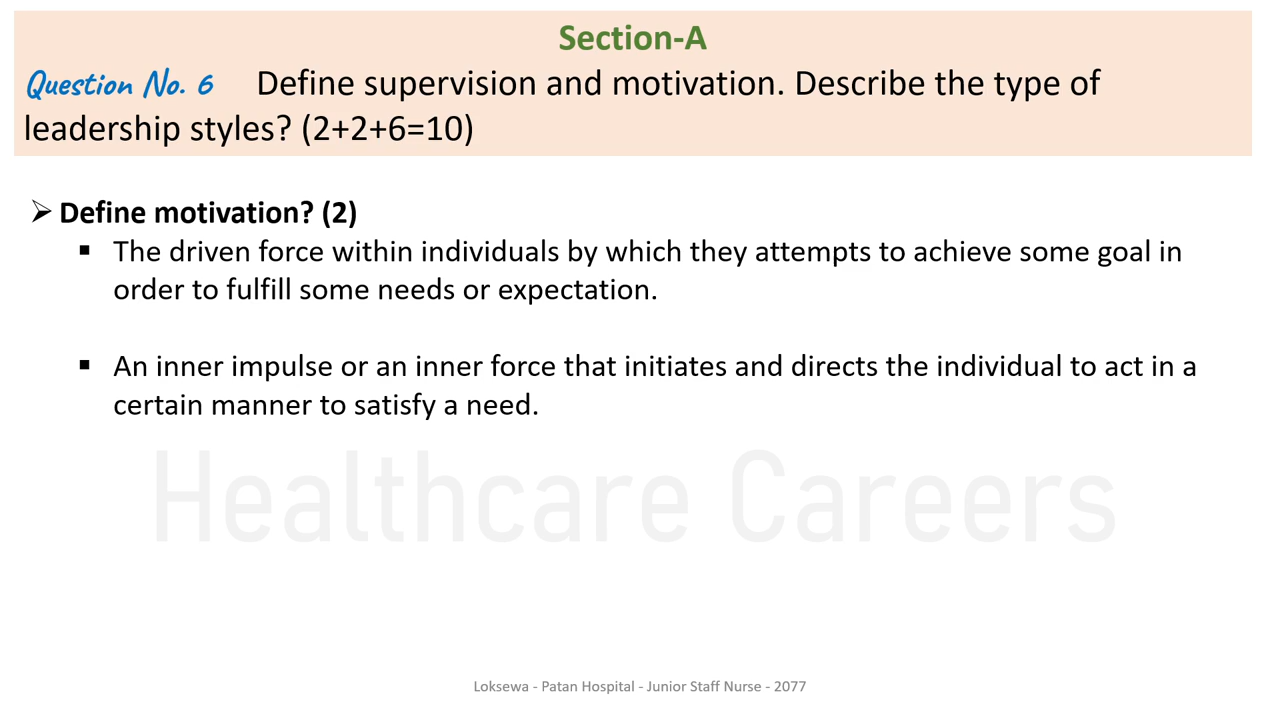 Section-A
Question No. 6 Define supervision and motivation. Describe the type of
leadership styles? (2+2+6=10)
➢ Define motivation? (2)
▪ The driven force within individuals by which they attempts to achieve some goal in
order to fulfill some needs or expectation.
▪ An inner impulse or an inner force that initiates and directs the individual to act in a
certain manner to satisfy a need.
Healthcare Careers
Loksewa - Patan Hospital - Junior Staff Nurse - 2077